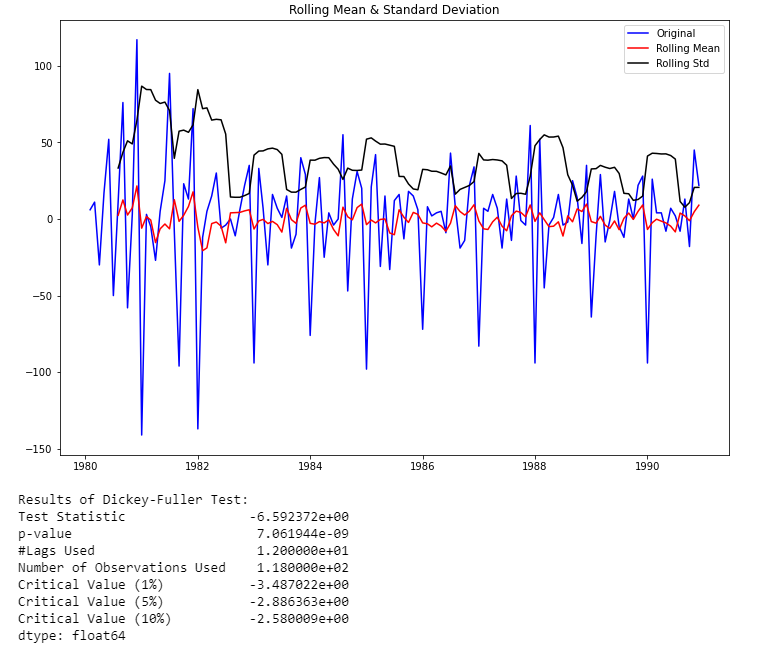 Rolling Mean & Standard Deviation
Original
Rolling Mean
Rolling Std
100
50
0
−50
−100
−150
1980
1982
1984
1986
1988
1990
Results of Dickey-Fuller Test:
Test Statistic -6.592372e+00
p-value 7.061944e-09
#Lags Used 1.200000e+01
Number of Observations Used 1.180000e+02
Critical Value (1%) -3.487022e+00
Critical Value (5%) -2.886363e+00
Critical Value (10%) -2.580009e+00
dtype: float64